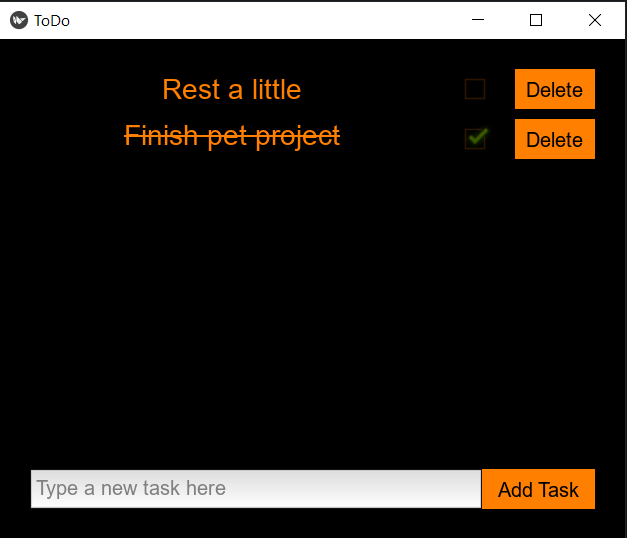 ToDo
Rest a little
Delete
Finish pet project
Delete
Type a new task here
Add Task